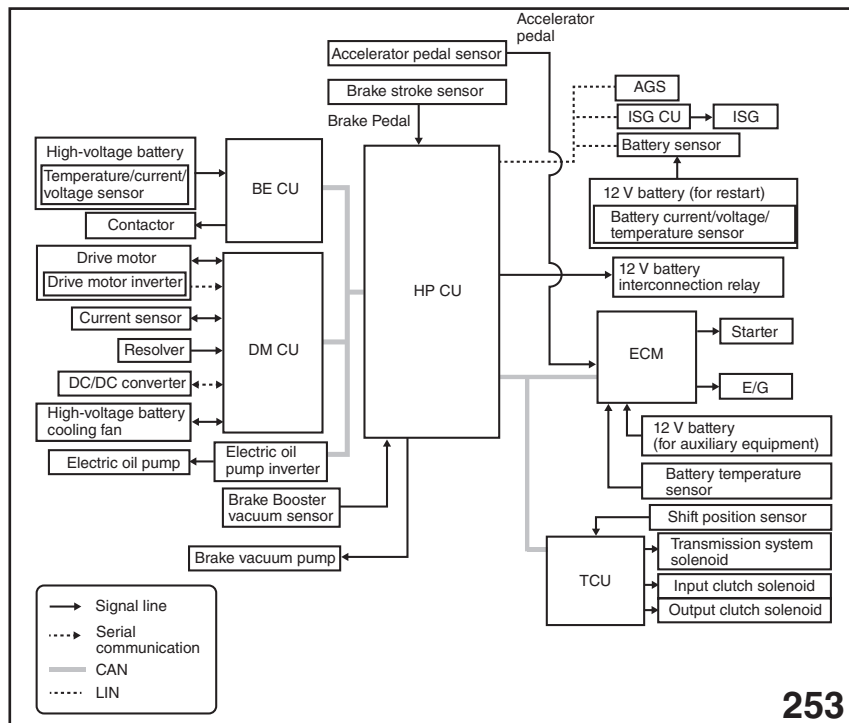 Accelerator
pedal
Accelerator pedal sensor
Brake stroke sensor
Brake Pedal
AGS
ISG CU
ISG
Battery sensor
High-voltage battery
Temperature/current/
voltage sensor
BE CU
12 V battery (for restart)
Battery current/voltage/
temperature sensor
Contactor
Drive motor
Drive motor inverter
HP CU
12 V battery
interconnection relay
Current sensor
Resolver
DM CU
ECM
Starter
DC/DC converter
E/G
High-voltage battery
cooling fan
12 V battery
(for auxiliary equipment)
Electric oil pump
Electric oil
pump inverter
Battery temperature
sensor
Brake Booster
vacuum sensor
Shift position sensor
Brake vacuum pump
TCU
Transmission system
solenoid
Input clutch solenoid
Output clutch solenoid
Signal line
Serial
communication
CAN
LIN
253